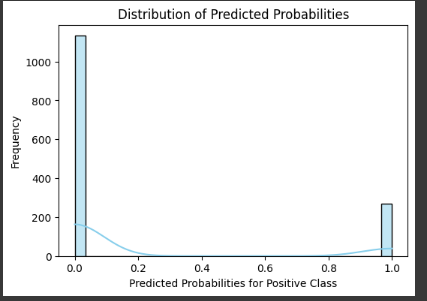 Distribution of Predicted Probabilities
Frequency
1000
800
600
400
200
0
0.0 0.2 0.4 0.6 0.8 1.0
Predicted Probabilities for Positive Class